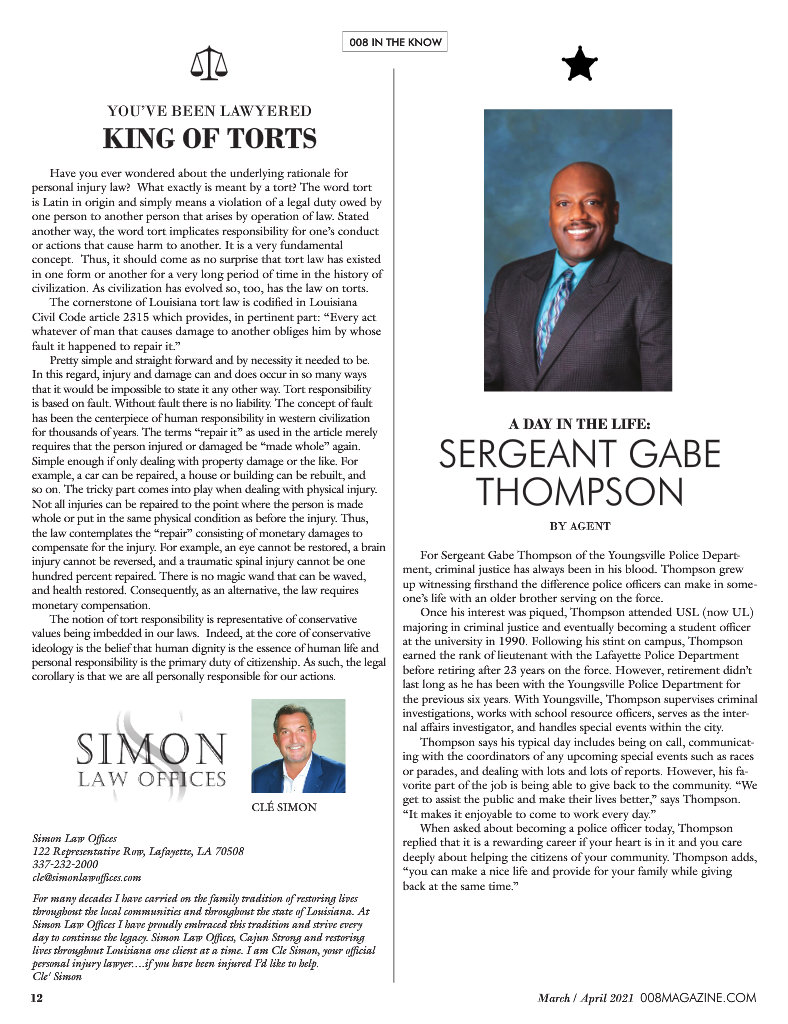 008 IN THE KNOW
YOU'VE BEEN LAWYERED
KING OF TORTS
Have you ever wondered about the underlying rationale for
personal injury law?  What exactly is meant by a tort? The word tort
is Latin in origin and simply means a violation of a legal duty owed by
one person to another person that arises by operation of law. Stated
another way, the word tort implicates responsibility for one's conduct
or actions that cause harm to another. It is a very fundamental
concept.  Thus, it should come as no surprise that tort law has existed
in one form or another for a very long period of time in the history of
civilization. As civilization has evolved so, too, has the law on torts.
The cornerstone of Louisiana tort law is codified in Louisiana
Civil Code article 2315 which provides, in pertinent part: “Every act
whatever of man that causes damage to another obliges him by whose
fault it happened to repair it.”
Pretty simple and straight forward and by necessity it needed to be.
In this regard, injury and damage can and does occur in so many ways
that it would be impossible to state it any other way. Tort responsibility
is based on fault. Without fault there is no liability. The concept of fault
has been the centerpiece of human responsibility in western civilization
for thousands of years. The terms “repair it” as used in the article merely
requires that the person injured or damaged be “made whole” again.
Simple enough if only dealing with property damage or the like. For
example, a car can be repaired, a house or building can be rebuilt, and
so on. The tricky part comes into play when dealing with physical injury.
Not all injuries can be repaired to the point where the person is made
whole or put in the same physical condition as before the injury. Thus,
the law contemplates the “repair” consisting of monetary damages to
compensate for the injury. For example, an eye cannot be restored, a brain
injury cannot be reversed, and a traumatic spinal injury cannot be one
hundred percent repaired. There is no magic wand that can be waved,
and health restored. Consequently, as an alternative, the law requires
monetary compensation.
The notion of tort responsibility is representative of conservative
values being imbedded in our laws.  Indeed, at the core of conservative
ideology is the belief that human dignity is the essence of human life and
personal responsibility is the primary duty of citizenship. As such, the legal
corollary is that we are all personally responsible for our actions.
SIMON
LAW OFFICES
CLÉ SIMON
Simon Law Offices
122 Representative Row, Lafayette, LA 70508
337-232-2000
cle@simonlawoffices.com
For many decades I have carried on the family tradition of restoring lives
throughout the local communities and throughout the state of Louisiana. At
Simon Law Offices I have proudly embraced this tradition and strive every
day to continue the legacy. Simon Law Offices, Cajun Strong and restoring
lives throughout Louisiana one client at a time. I am Cle Simon, your official
personal injury lawyer....if you have been injured I'd like to help.
Cle' Simon
A DAY IN THE LIFE:
SERGEANT GABE
THOMPSON
BY AGENT
For Sergeant Gabe Thompson of the Youngsville Police Depart-
ment, criminal justice has always been in his blood. Thompson grew
up witnessing firsthand the difference police officers can make in some-
one's life with an older brother serving on the force.
Once his interest was piqued, Thompson attended USL (now UL)
majoring in criminal justice and eventually becoming a student officer
at the university in 1990. Following his stint on campus, Thompson
earned the rank of lieutenant with the Lafayette Police Department
before retiring after 23 years on the force. However, retirement didn't
last long as he has been with the Youngsville Police Department for
the previous six years. With Youngsville, Thompson supervises criminal
investigations, works with school resource officers, serves as the inter-
nal affairs investigator, and handles special events within the city.
Thompson says his typical day includes being on call, communicat-
ing with the coordinators of any upcoming special events such as races
or parades, and dealing with lots and lots of reports. However, his fa-
vorite part of the job is being able to give back to the community. “We
get to assist the public and make their lives better,” says Thompson.
“It makes it enjoyable to come to work every day.”
When asked about becoming a police officer today, Thompson
replied that it is a rewarding career if your heart is in it and you care
deeply about helping the citizens of your community. Thompson adds,
“you can make a nice life and provide for your family while giving
back at the same time.”
12
March / April 2021 008MAGAZINE.COM